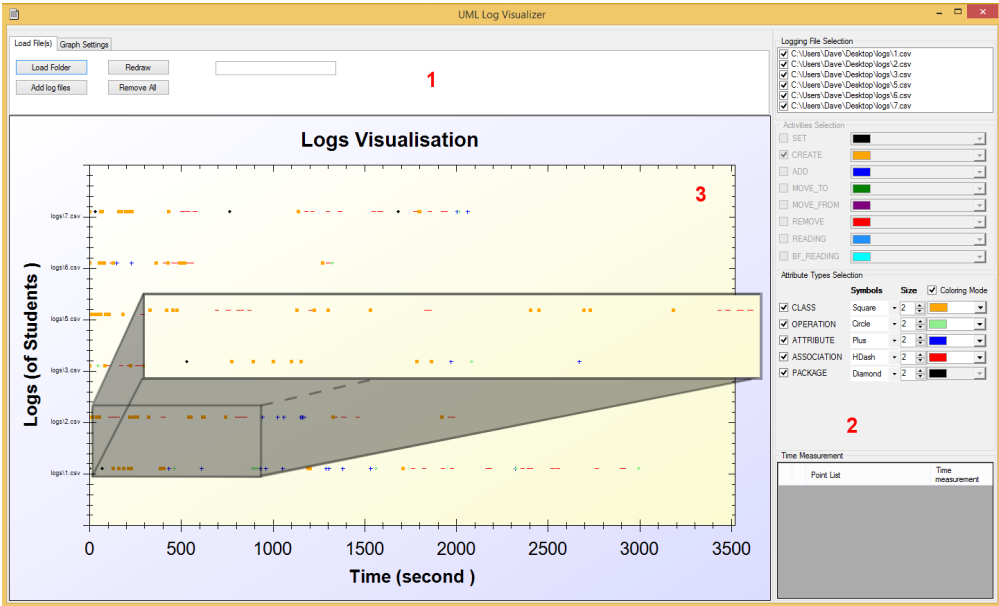 UML Log Visualizer
Load File(s) Graph Settings
Load Folder Redraw
Add log files Remove All
1
Logging File Selection
C:\Users\Dave\Desktop\logs\1.csv
C:\Users\Dave\Desktop\logs\2.csv
C:\Users\Dave\Desktop\logs\3.csv
C:\Users\Dave\Desktop\logs\5.csv
C:\Users\Dave\Desktop\logs\6.csv
C:\Users\Dave\Desktop\logs\7.csv
Activities Selection
SET
CREATE
ADD
MOVE_TO
MOVE_FROM
REMOVE
READING
BF_READING
Attribute Types Selection
Symbols Size Coloring Mode
CLASS Square 2
OPERATION Circle 2
ATTRIBUTE Plus 2
ASSOCIATION HDash 2
PACKAGE Diamond 2
2
Time Measurement
Point List Time measurement
Logs Visualisation
3
Logs (of Students )
logs\7.csv
logs\6.csv
logs\5.csv
logs\3.csv
logs\2.csv
logs\1.csv
0 500 1000 1500 2000 2500 3000 3500
Time (second )